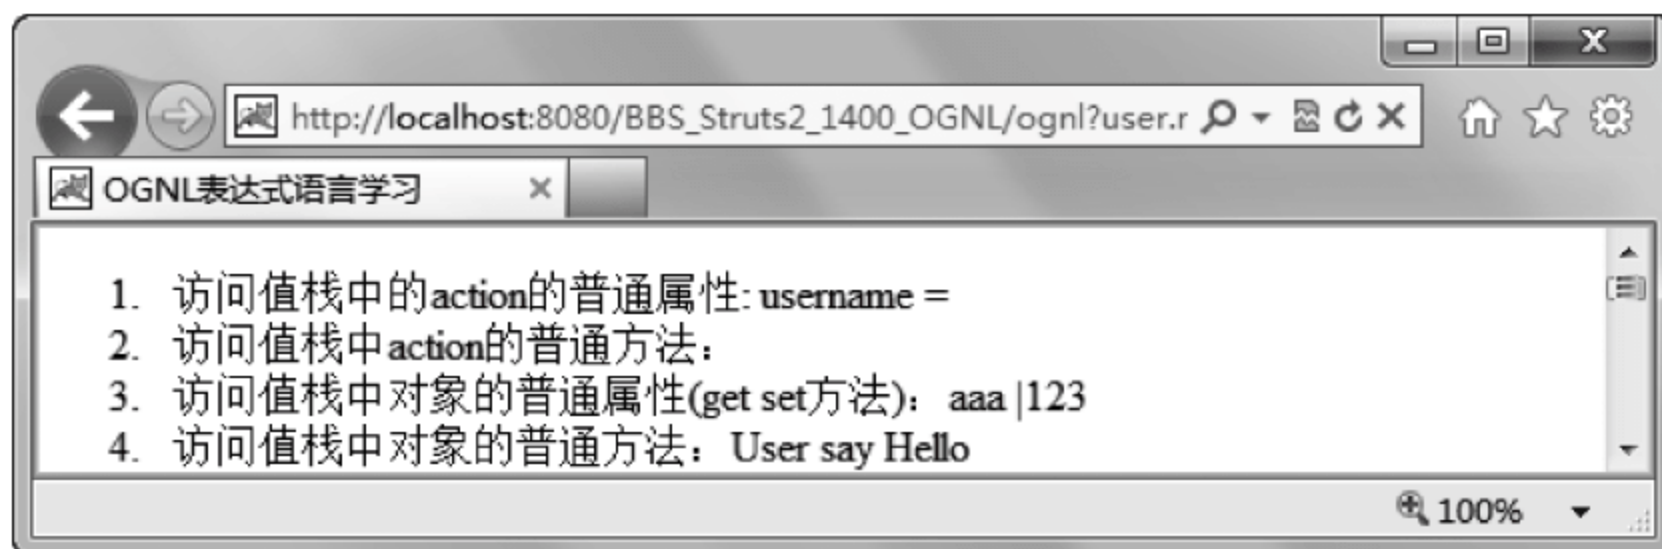 http://localhost:8080/BBS_Struts2_1400_OGNL/ognl?user.r
OGNL表达式语言学习
1. 访问值栈中的action的普通属性: username =
2. 访问值栈中action的普通方法：
3. 访问值栈中对象的普通属性(get set方法)：aaa |123
4. 访问值栈中对象的普通方法：User say Hello
100%